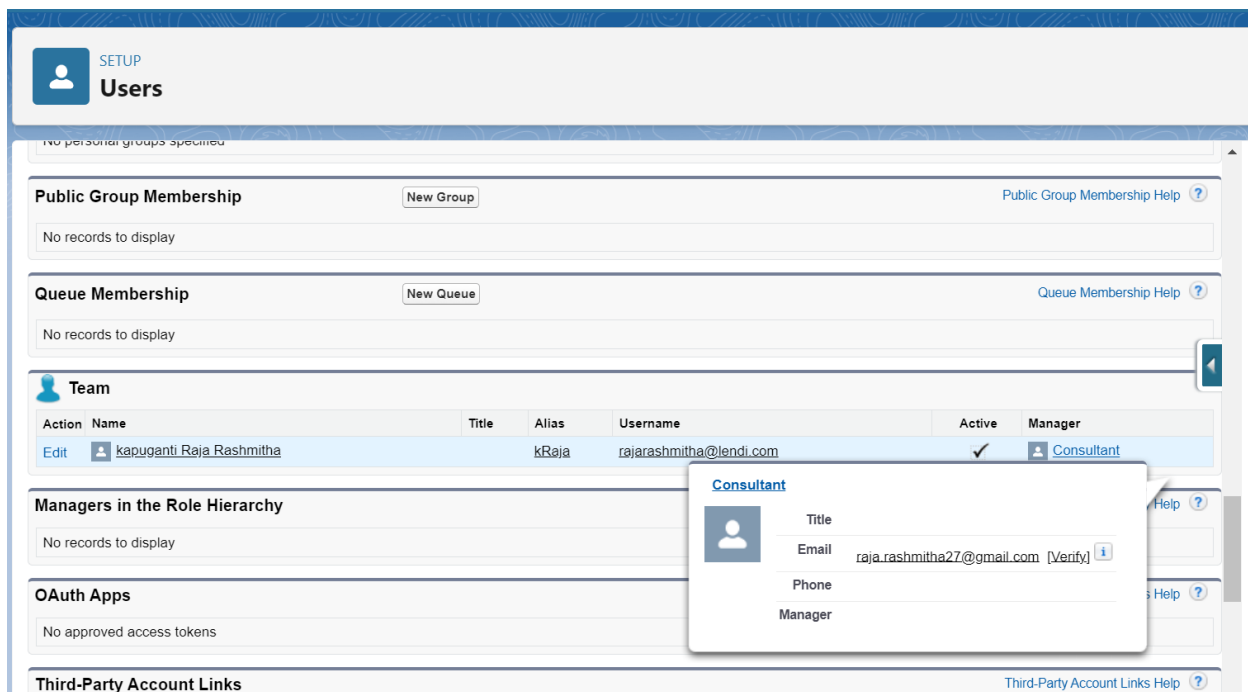 SETUP
Users
No personal groups specified
Public Group Membership New Group Public Group Membership Help ?
No records to display
Queue Membership New Queue Queue Membership Help ?
No records to display
Team
Action Name Title Alias Username Active Manager
Edit kapuganti Raja Rashmitha kRaja rajarashmitha@lendi.com Consultant
Consultant
Managers in the Role Hierarchy Help ?
Title
No records to display
Email raja.rashmitha27@gmail.com [Verify] i
Phone
OAuth Apps s Help ?
Manager
No approved access tokens
Third-Party Account Links Third-Party Account Links Help ?